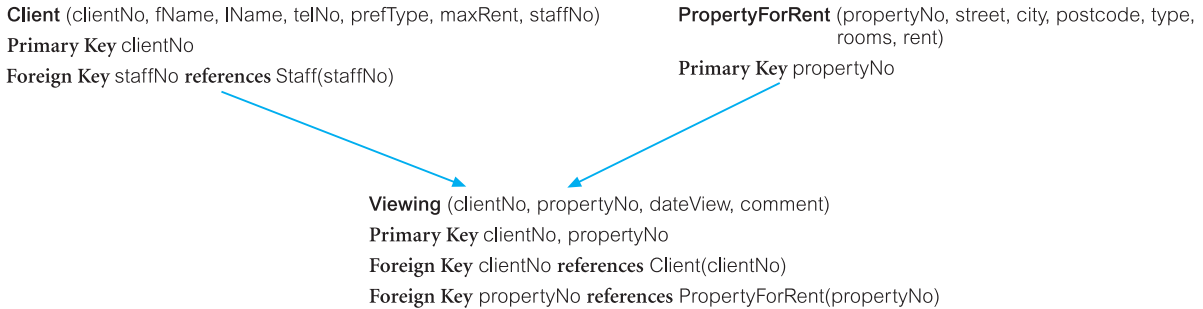 Client (clientNo, fName, lName, telNo, prefType, maxRent, staffNo)
Primary Key clientNo
Foreign Key staffNo references Staff(staffNo)
PropertyForRent (propertyNo, street, city, postcode, type,
rooms, rent)
Primary Key propertyNo
Viewing (clientNo, propertyNo, dateView, comment)
Primary Key clientNo, propertyNo
Foreign Key clientNo references Client(clientNo)
Foreign Key propertyNo references PropertyForRent(propertyNo)